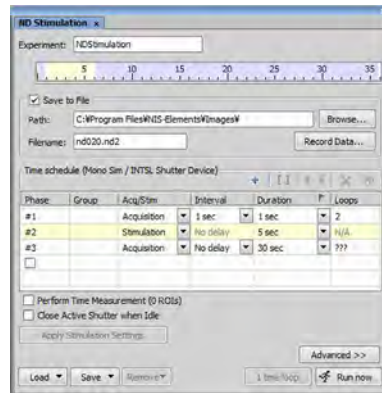 ND Stimulation x
Experiment: NDStimulation
5 10 15 20 25 30 35
Save to File
Path: C:₩Program Files₩NIS-Elements₩Images₩ Browse...
Filename: nd020.nd2 Record Data...
Time schedule (Mono Sim / INTSL Shutter Device)
Phase Group Acq/Stim Interval Duration Loops
#1 Acquisition 1 sec 1 sec 2
#2 Stimulation No delay 5 sec N/A
#3 Acquisition No delay 30 sec ???
Perform Time Measurement (0 ROIs)
Close Active Shutter when Idle
Apply Stimulation Settings
Advanced >>
Load Save Remove 1 time loop Run now